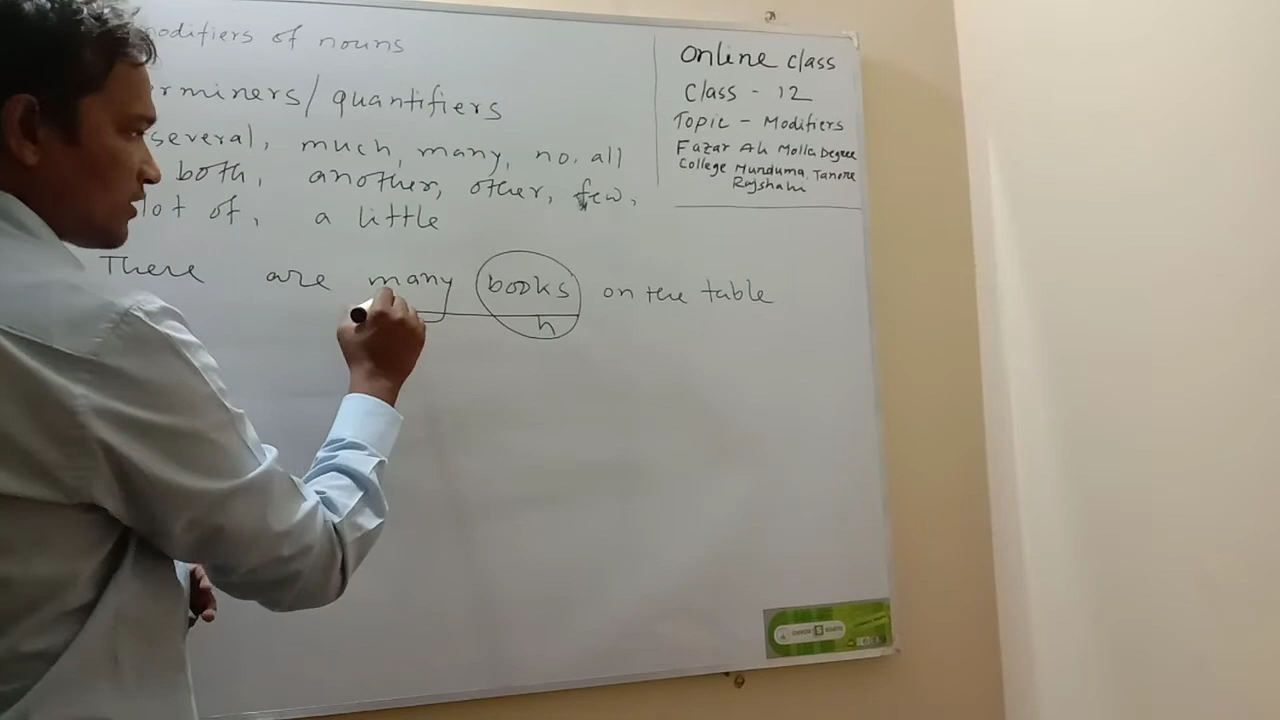 modifiers of nouns
rminers/quantifiers
several, much, many, no, all
both, another, other, few,
lot of, a little
There are many books on the table
n
Online class
Class - 12
Topic - Modifiers
Fazar Ali Molla Degree
College Munduma, Tanore
Rajshahi